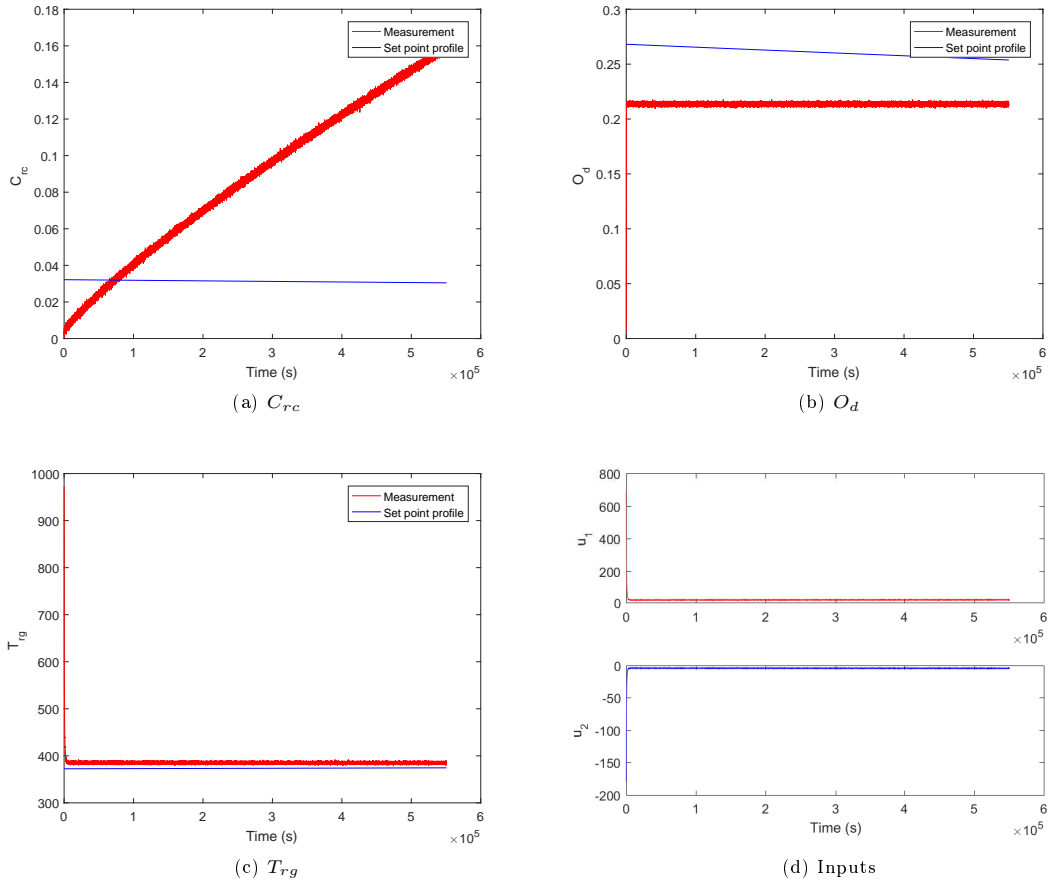 0.18
0.16
0.14
0.12
0.1
0.08
0.06
0.04
0.02
0
C_rc
0 1 2 3 4 5 6
Time (s)
×10^5
Measurement
Set point profile
(a) C_rc
0.3
0.25
0.2
0.15
0.1
0.05
0
O_d
0 1 2 3 4 5 6
Time (s)
×10^5
Measurement
Set point profile
(b) O_d
1000
900
800
700
600
500
400
300
T_rg
0 1 2 3 4 5 6
Time (s)
×10^5
Measurement
Set point profile
(c) T_rg
800
600
400
200
0
u_1
0 1 2 3 4 5 6
×10^5
0
-50
-100
-150
-200
u_2
0 1 2 3 4 5 6
Time (s)
×10^5
(d) Inputs